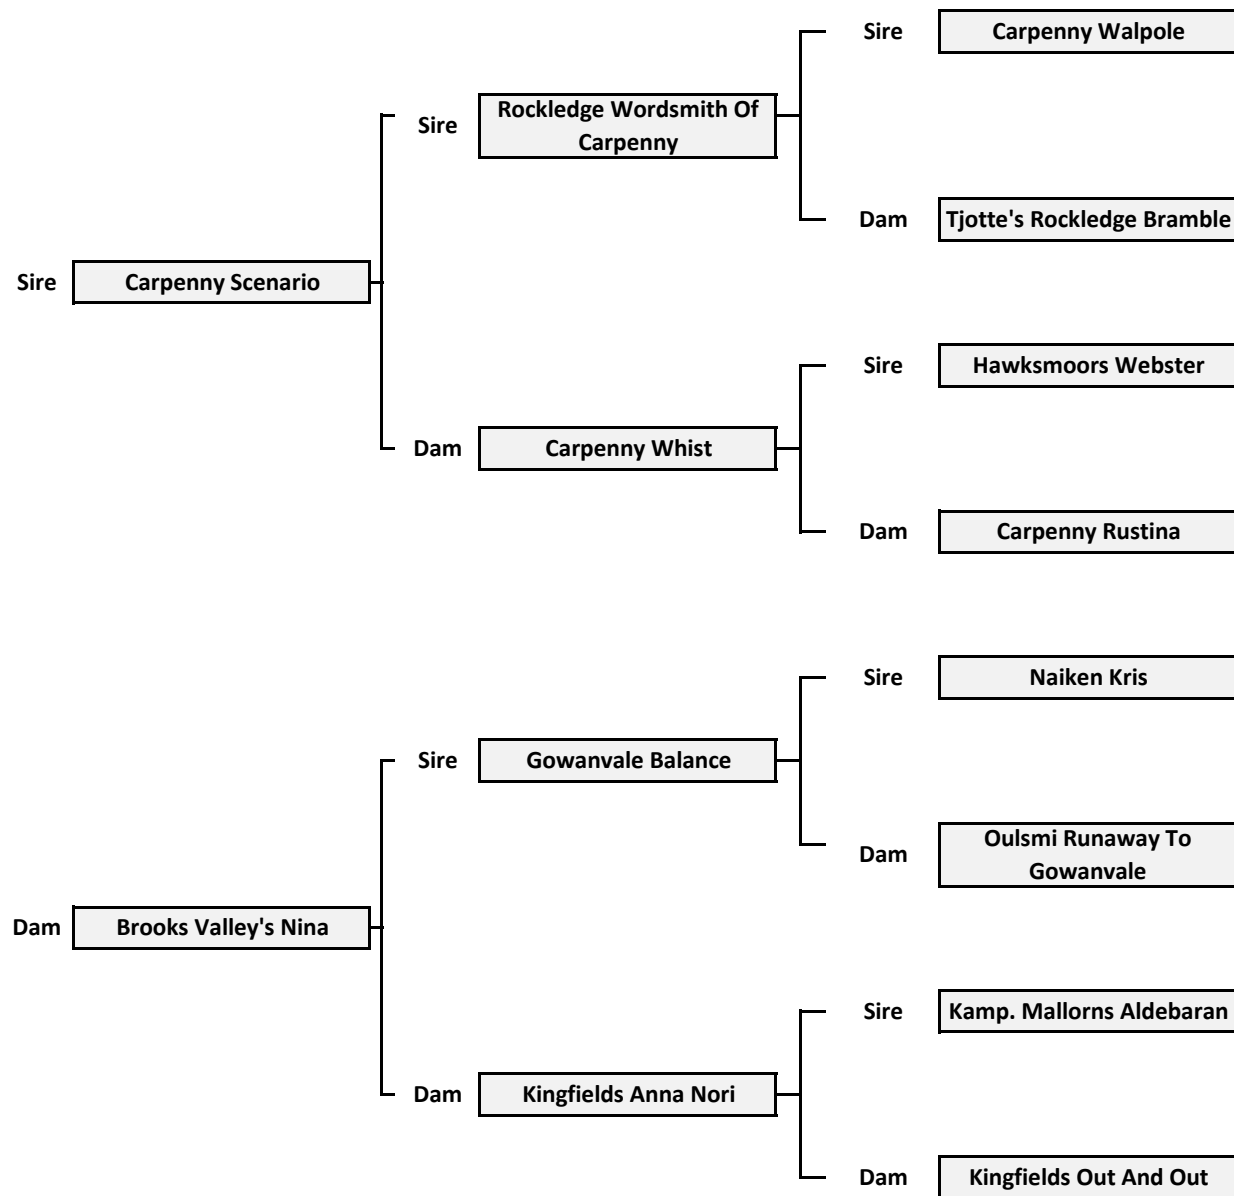 Sire Carpenny Walpole
Sire Rockledge Wordsmith Of
Carpenny
Dam Tjotte's Rockledge Bramble
Sire Carpenny Scenario
Sire Hawksmoors Webster
Dam Carpenny Whist
Dam Carpenny Rustina
Sire Naiken Kris
Sire Gowanvale Balance
Dam Oulsmi Runaway To
Gowanvale
Dam Brooks Valley's Nina
Sire Kamp. Mallorns Aldebaran
Dam Kingfields Anna Nori
Dam Kingfields Out And Out